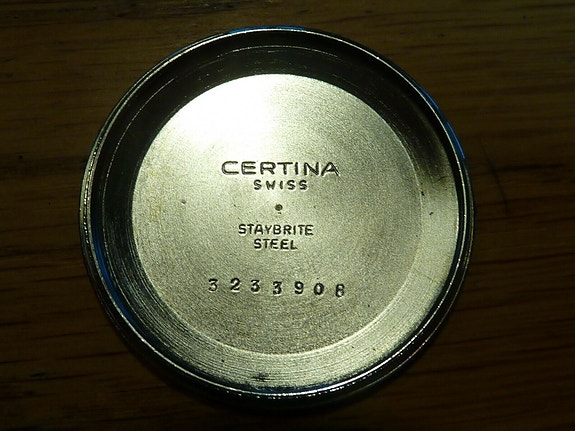 CERTINA
SWISS
STAYBRITE
STEEL
3233908